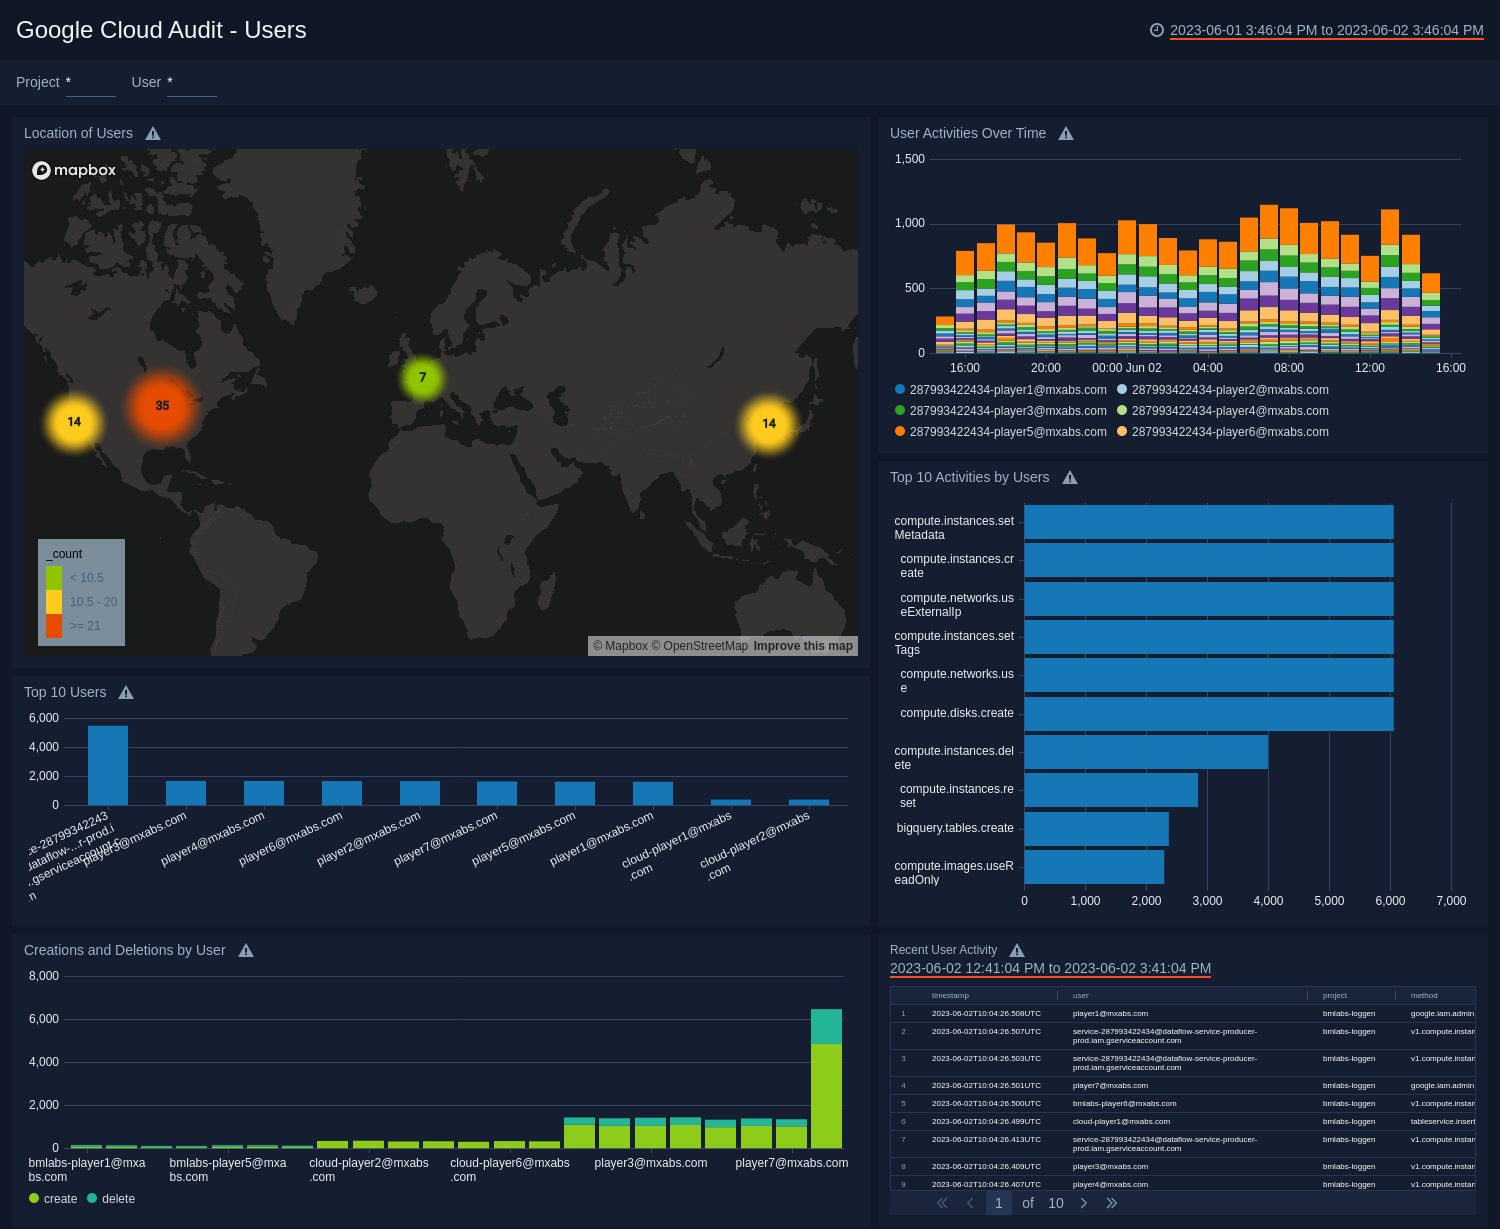 Google Cloud Audit - Users
2023-06-01 3:46:04 PM to 2023-06-02 3:46:04 PM
Project *
User *
Location of Users
mapbox
14
35
7
14
_count
< 10.5
10.5 - 20
>= 21
© Mapbox © OpenStreetMap Improve this map
User Activities Over Time
1,500
1,000
500
0
16:00 20:00 00:00 Jun 02 04:00 08:00 12:00 16:00
287993422434-player1@mxabs.com 287993422434-player2@mxabs.com
287993422434-player3@mxabs.com 287993422434-player4@mxabs.com
287993422434-player5@mxabs.com 287993422434-player6@mxabs.com
Top 10 Activities by Users
compute.instances.set
Metadata
compute.instances.cr
eate
compute.networks.us
eExternalIp
compute.instances.set
Tags
compute.networks.us
e
compute.disks.create
compute.instances.del
ete
compute.instances.re
set
bigquery.tables.create
compute.images.useR
eadOnly
0 1,000 2,000 3,000 4,000 5,000 6,000 7,000
Top 10 Users
6,000
4,000
2,000
0
e-28799342243
dataflow-...r-prod.i
.gserviceaccount.c
m
player3@mxabs.com
player4@mxabs.com
player6@mxabs.com
player2@mxabs.com
player7@mxabs.com
player5@mxabs.com
player1@mxabs.com
cloud-player1@mxabs
.com
cloud-player2@mxabs
.com
Creations and Deletions by User
8,000
6,000
4,000
2,000
0
bmlabs-player1@mxa
bs.com
bmlabs-player5@mxa
bs.com
cloud-player2@mxabs
.com
cloud-player6@mxabs
.com
player3@mxabs.com
player7@mxabs.com
create delete
Recent User Activity
2023-06-02 12:41:04 PM to 2023-06-02 3:41:04 PM
timestamp user project method
1 2023-06-02T10:04:26.508UTC player1@mxabs.com bmlabs-loggen google.iam.admin
2 2023-06-02T10:04:26.507UTC service-287993422434@dataflow-service-producer- bmlabs-loggen v1.compute.instan
prod.iam.gserviceaccount.com
3 2023-06-02T10:04:26.503UTC service-287993422434@dataflow-service-producer- bmlabs-loggen v1.compute.instan
prod.iam.gserviceaccount.com
4 2023-06-02T10:04:26.501UTC player7@mxabs.com bmlabs-loggen google.iam.admin
5 2023-06-02T10:04:26.500UTC bmlabs-player6@mxabs.com bmlabs-loggen v1.compute.instan
6 2023-06-02T10:04:26.499UTC cloud-player1@mxabs.com bmlabs-loggen tableservice.insert
7 2023-06-02T10:04:26.413UTC service-287993422434@dataflow-service-producer- bmlabs-loggen v1.compute.instan
prod.iam.gserviceaccount.com
8 2023-06-02T10:04:26.409UTC player3@mxabs.com bmlabs-loggen v1.compute.instan
9 2023-06-02T10:04:26.407UTC player4@mxabs.com bmlabs-loggen v1.compute.instan
1 of 10